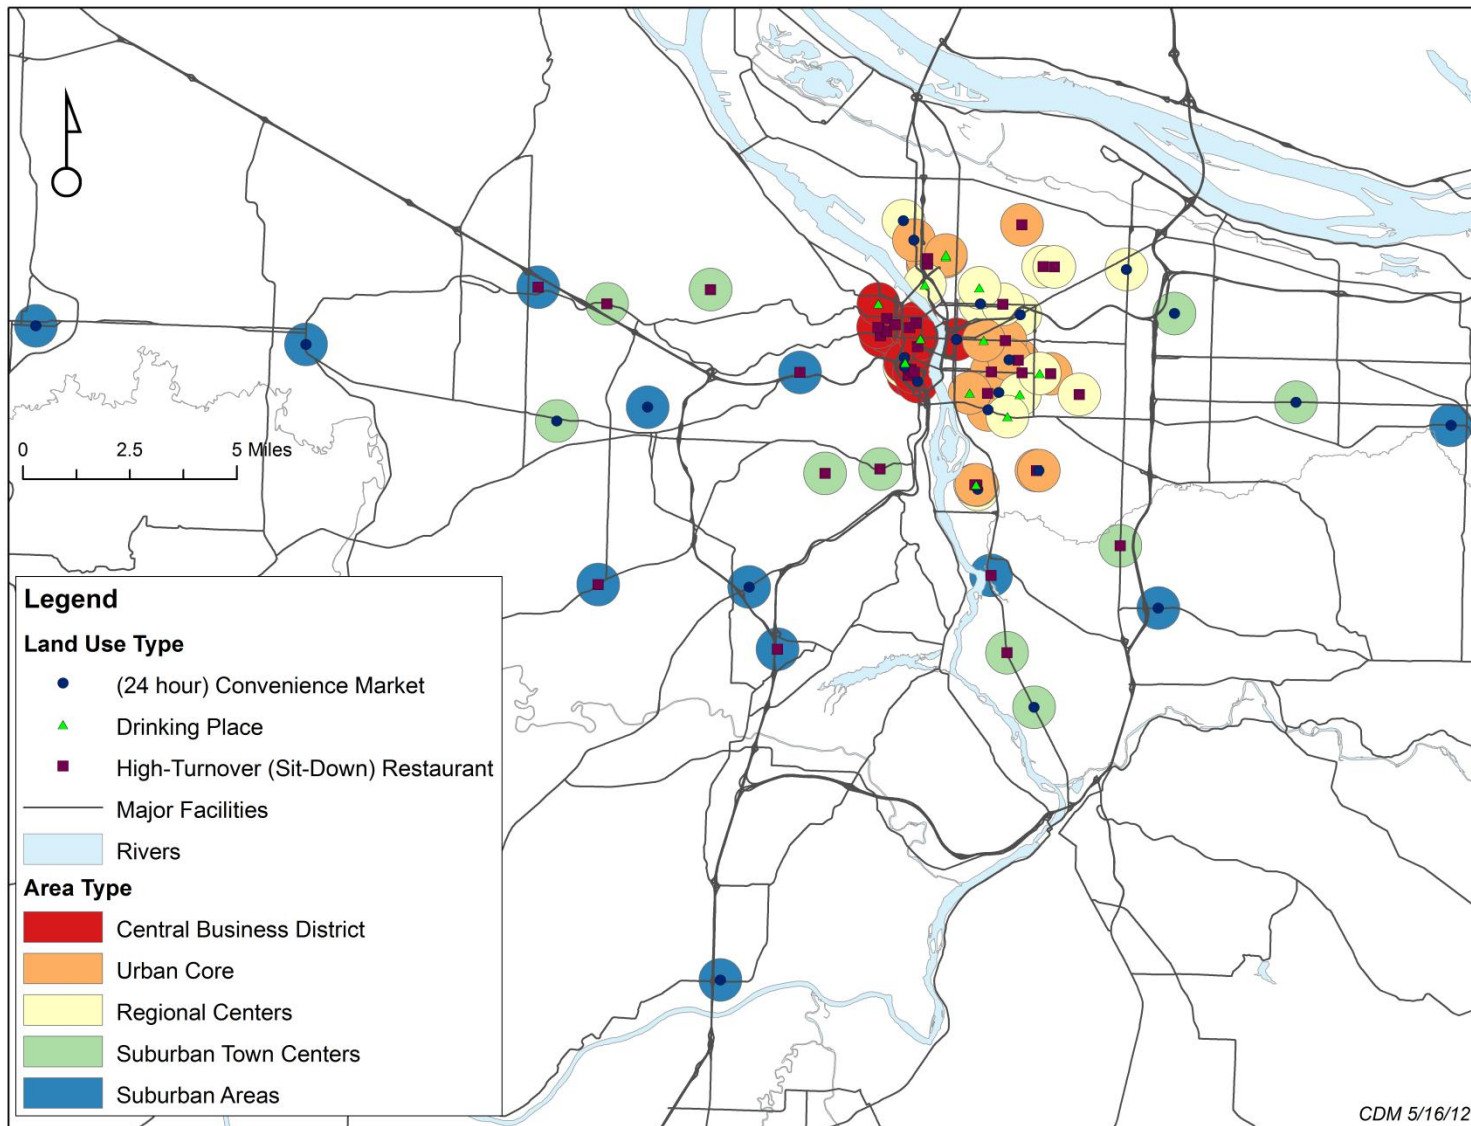 0
2.5
5 Miles
Legend
Land Use Type
(24 hour) Convenience Market
Drinking Place
High-Turnover (Sit-Down) Restaurant
Major Facilities
Rivers
Area Type
Central Business District
Urban Core
Regional Centers
Suburban Town Centers
Suburban Areas
CDM 5/16/12